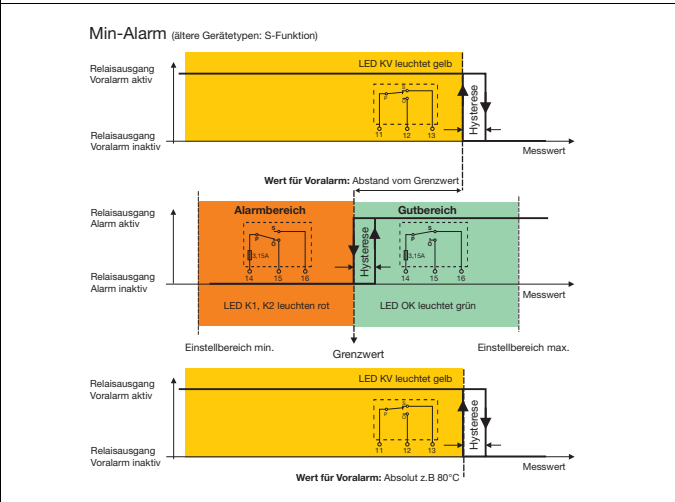 Min-Alarm (ältere Gerätetypen: S-Funktion)
LED KV leuchtet gelb
Relaisausgang
Voralarm aktiv
S
P
Ö
11 12 13
Hysterese
Relaisausgang
Voralarm inaktiv
Messwert
Wert für Voralarm: Abstand vom Grenzwert
Alarmbereich
Gutbereich
Relaisausgang
Alarm aktiv
S
P
Ö
3,15A
14 15 16
Hysterese
S
P
Ö
3,15A
14 15 16
Relaisausgang
Alarm inaktiv
Messwert
LED K1, K2 leuchten rot
LED OK leuchtet grün
Einstellbereich min.
Grenzwert
Einstellbereich max.
LED KV leuchtet gelb
Relaisausgang
Voralarm aktiv
S
P
Ö
11 12 13
Hysterese
Relaisausgang
Voralarm inaktiv
Messwert
Wert für Voralarm: Absolut z.B 80°C